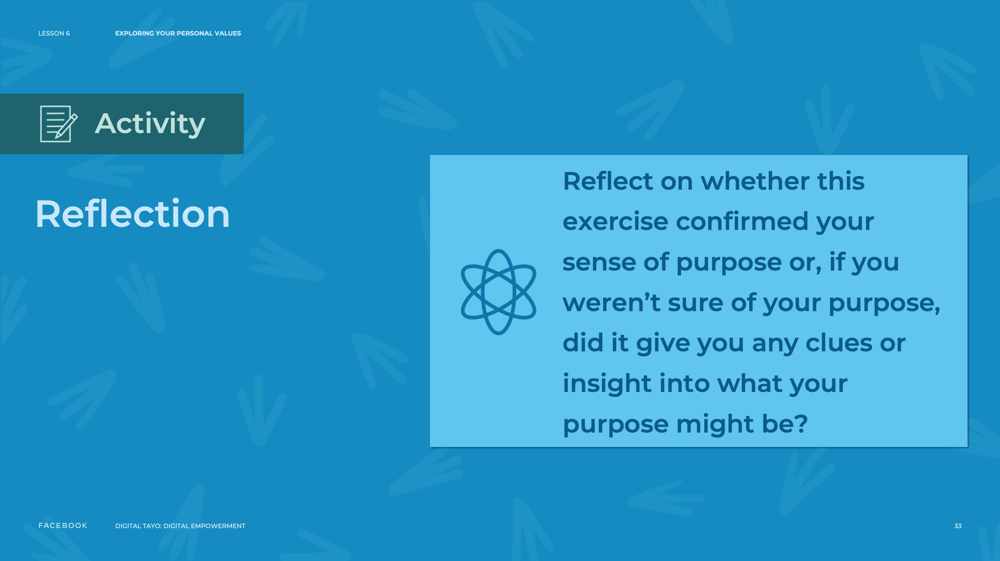 LESSON 6
EXPLORING YOUR PERSONAL VALUES
Activity
Reflection
Reflect on whether this
exercise confirmed your
sense of purpose or, if you
weren’t sure of your purpose,
did it give you any clues or
insight into what your
purpose might be?
FACEBOOK
DIGITAL TAYO: DIGITAL EMPOWERMENT
33